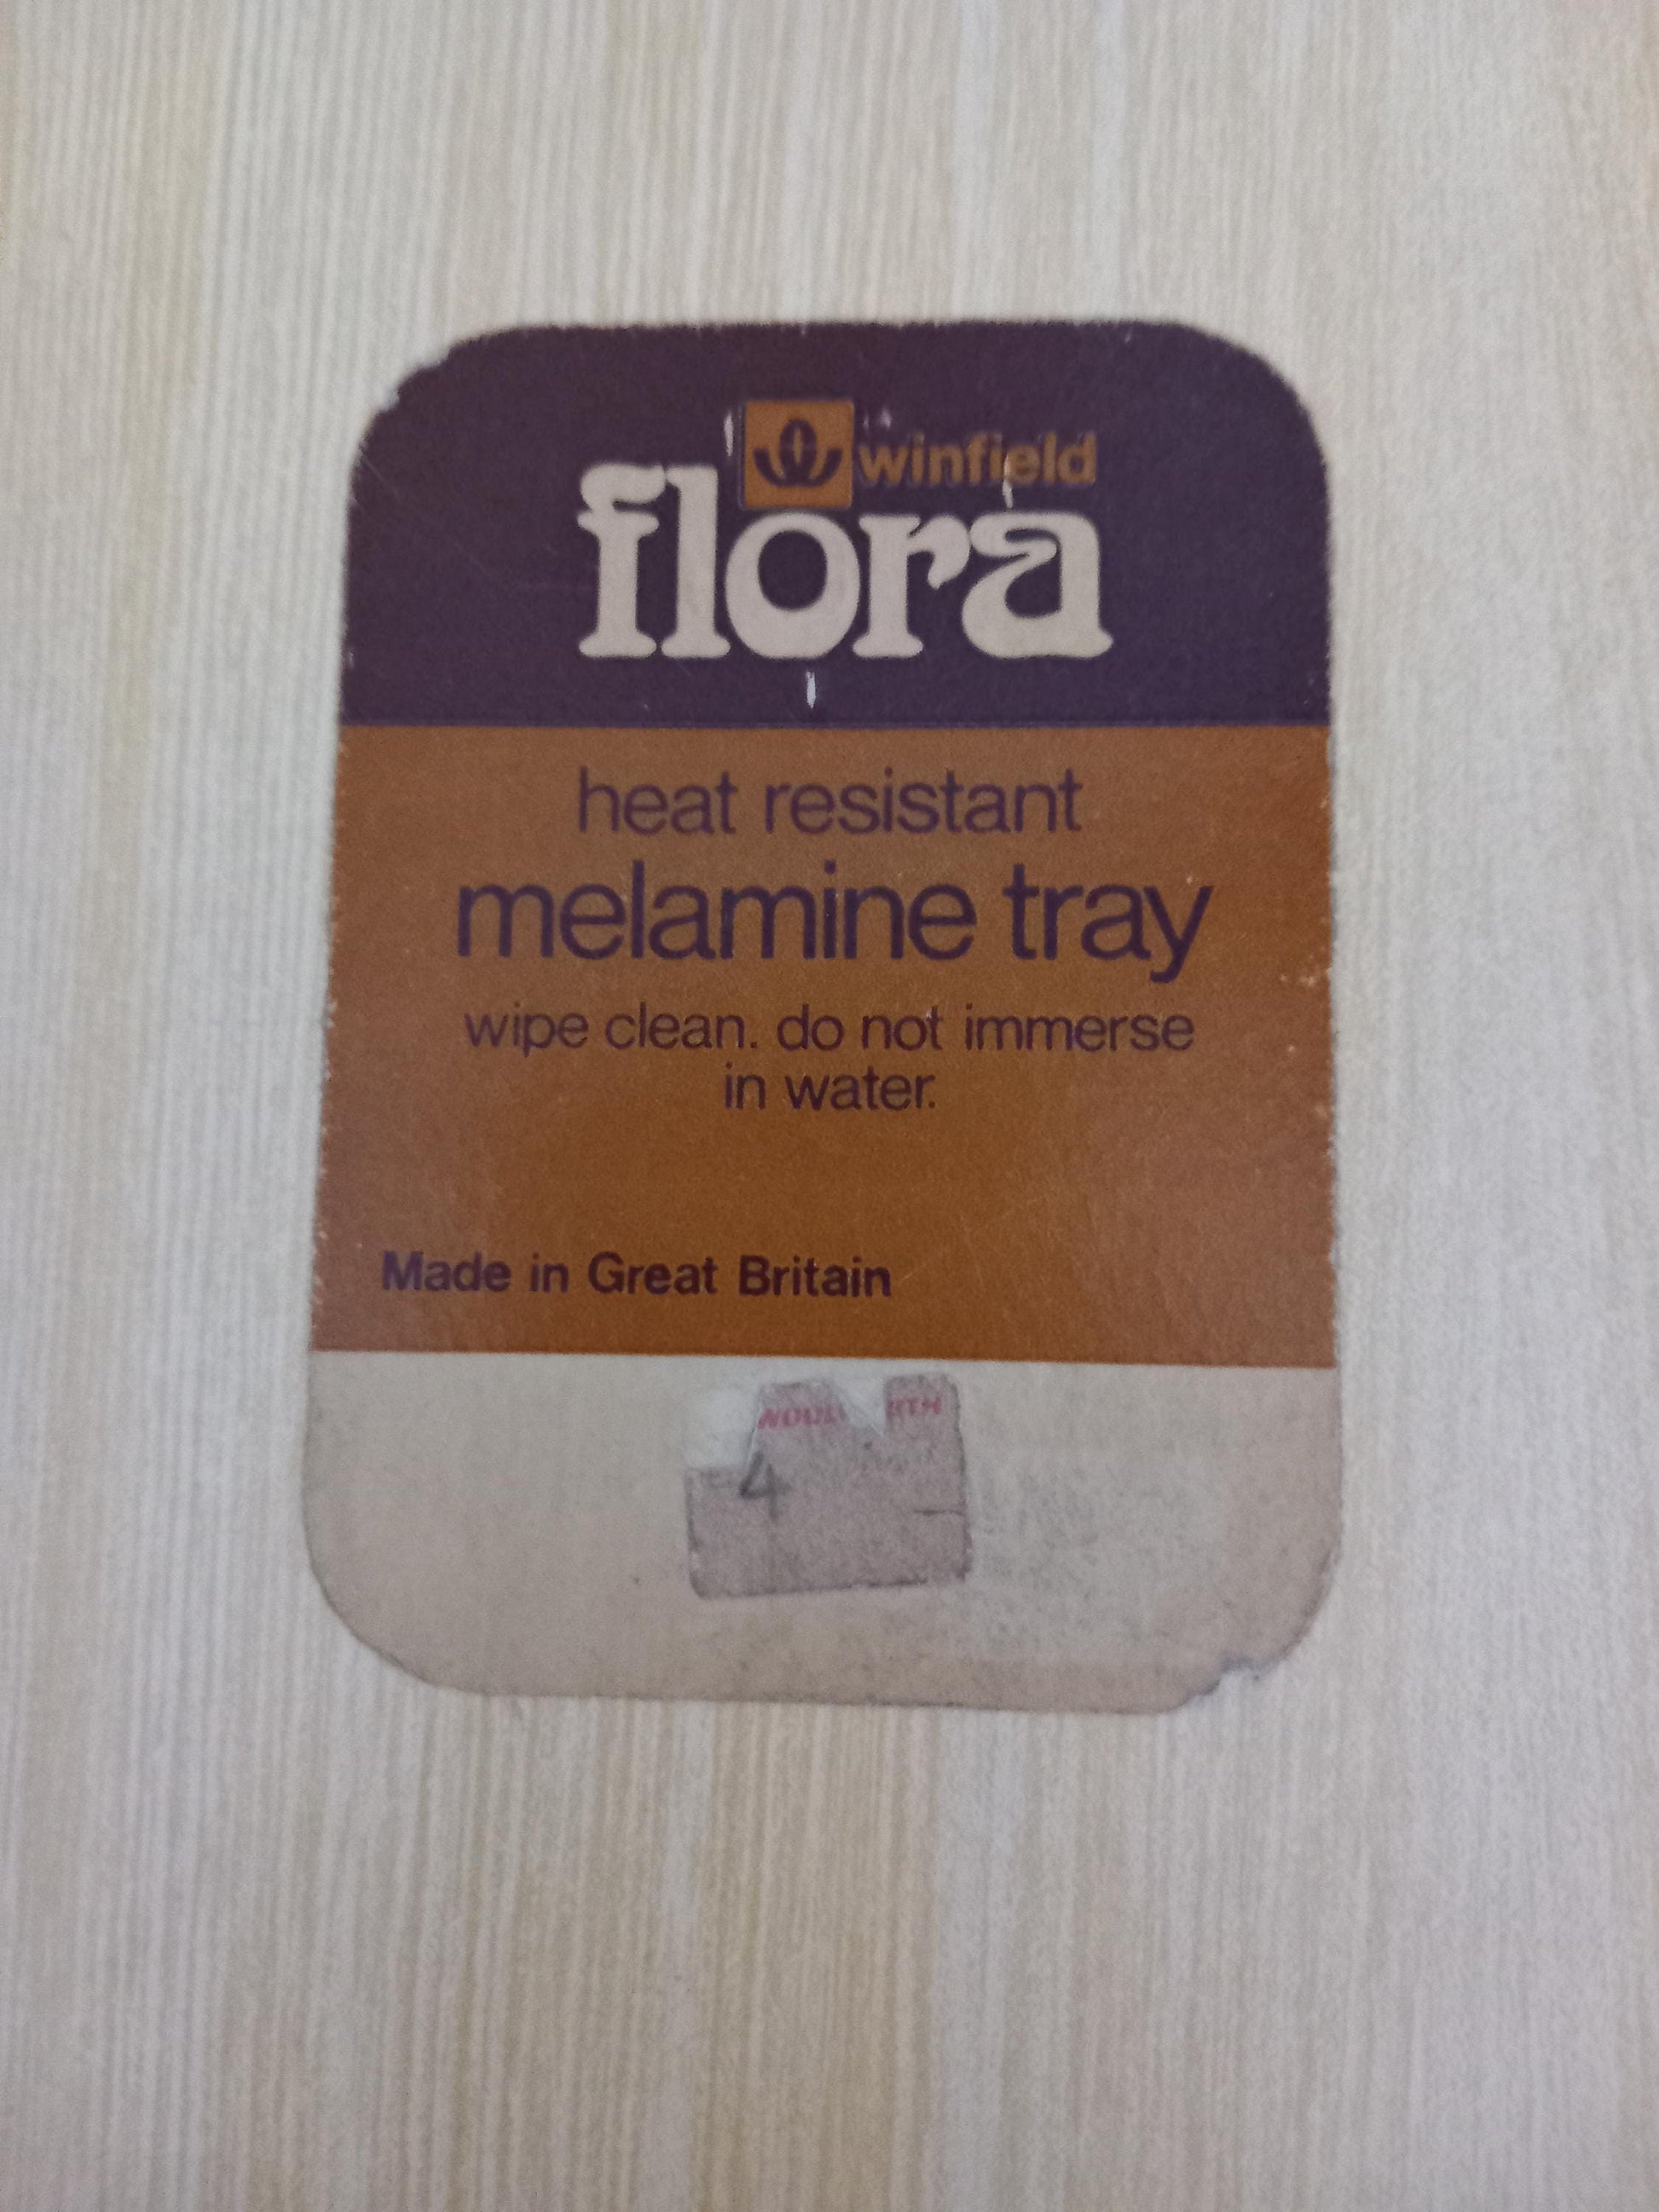 winfield
flora
heat resistant
melamine tray
wipe clean. do not immerse
in water.
Made in Great Britain
4